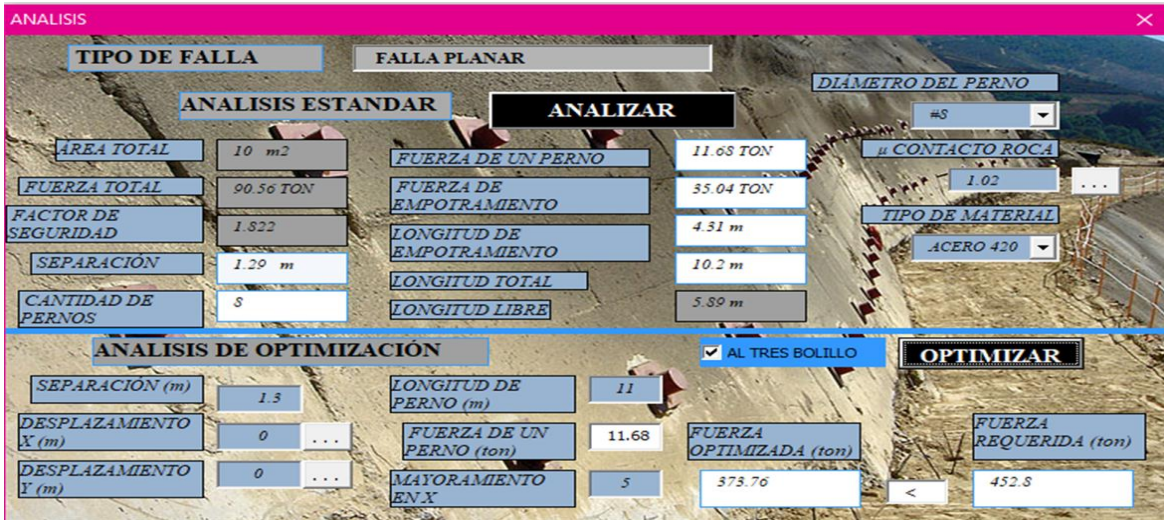 ANALISIS
TIPO DE FALLA
FALLA PLANAR
DIÁMETRO DEL PERNO
#8
ANALISIS ESTANDAR
ANALIZAR
AREA TOTAL
10 m2
FUERZA DE UN PERNO
11.68 TON
µ CONTACTO ROCA
1.02
...
FUERZA TOTAL
90.56 TON
FUERZA DE
EMPOTRAMIENTO
35.04 TON
FACTOR DE
SEGURIDAD
1.822
LONGITUD DE
EMPOTRAMIENTO
4.31 m
TIPO DE MATERIAL
ACERO 420
SEPARACIÓN
1.29 m
LONGITUD TOTAL
10.2 m
CANTIDAD DE
PERNOS
8
LONGITUD LIBRE
5.89 m
ANALISIS DE OPTIMIZACIÓN
AL TRES BOLILLO
OPTIMIZAR
SEPARACIÓN (m)
1.3
LONGITUD DE
PERNO (m)
11
DESPLAZAMIENTO
X (m)
0
...
FUERZA DE UN
PERNO (ton)
11.68
FUERZA
OPTIMIZADA (ton)
FUERZA
REQUERIDA (ton)
DESPLAZAMIENTO
Y (m)
0
...
MAYORAMIENTO
EN X
5
373.76
<
452.8